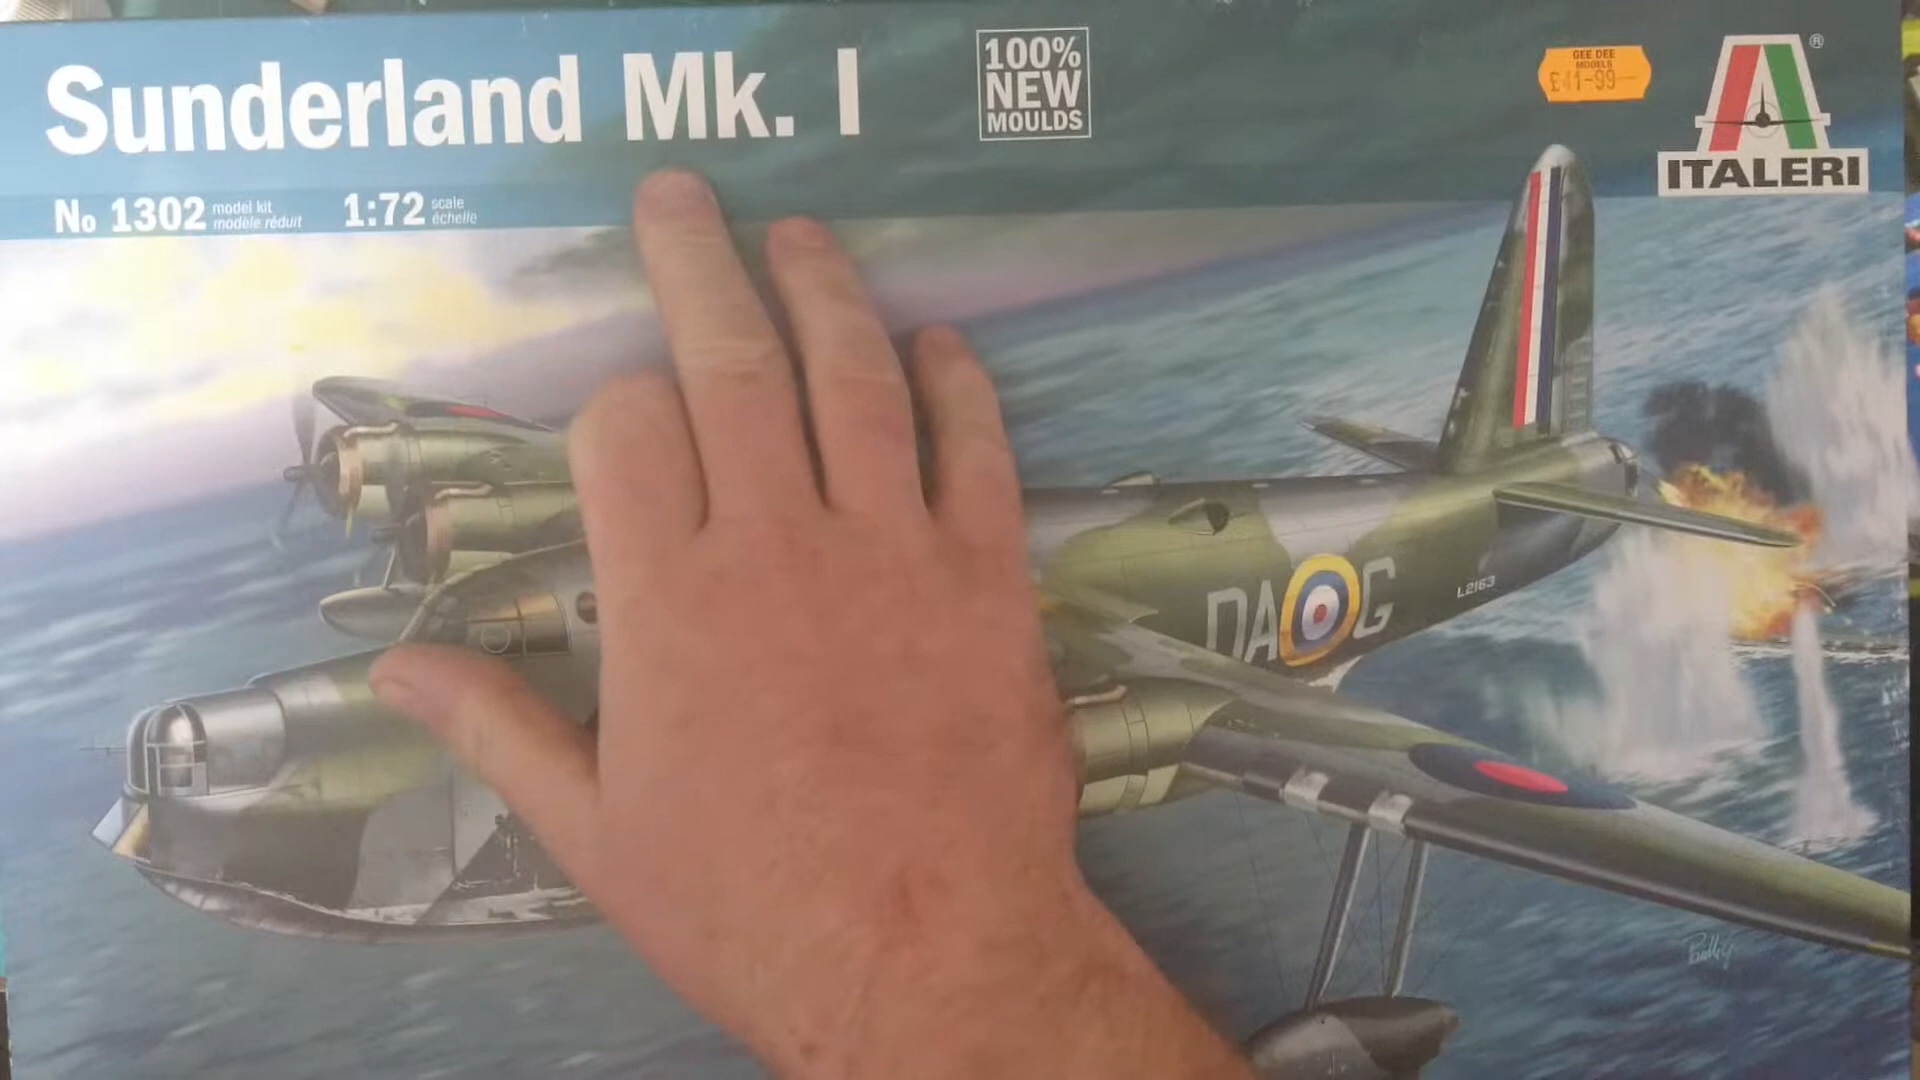 Sunderland Mk. I
100%
NEW
MOULDS
GEE DEE
MODELS
£41-99
ITALERI
®
No 1302 model kit
modèle réduit
1:72 scale
échelle
DA G
L2163